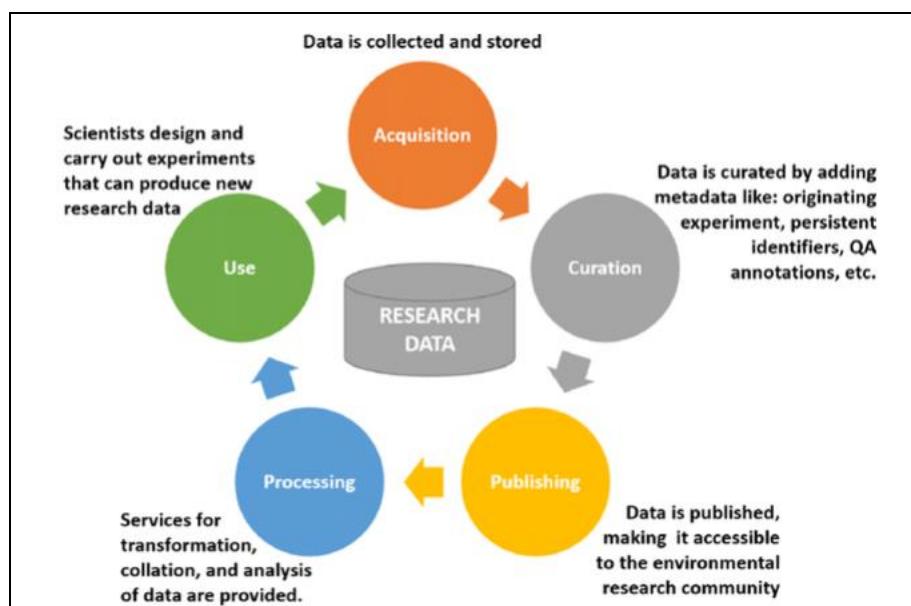 Data is collected and stored
Acquisition
Scientists design and
carry out experiments
that can produce new
research data
Data is curated by adding
metadata like: originating
experiment, persistent
identifiers, QA
annotations, etc.
Use
Curation
RESEARCH
DATA
Processing
Publishing
Services for
transformation,
collation, and analysis
of data are provided.
Data is published,
making it accessible
to the environmental
research community